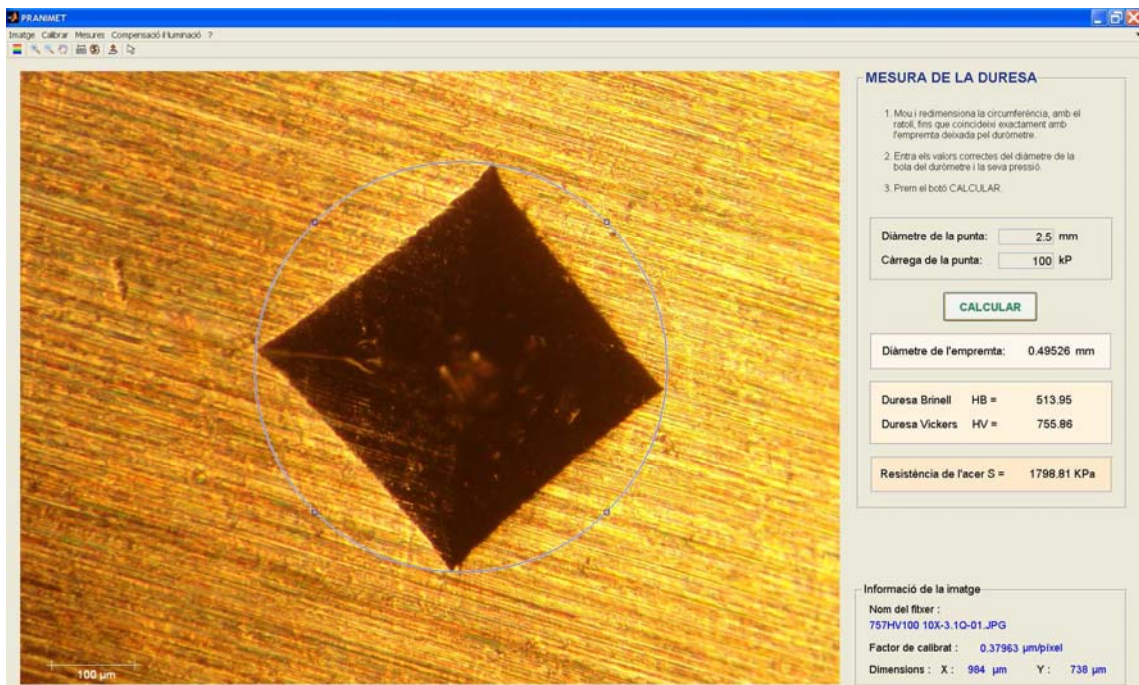 PRANIMET
Imatge Calibrar Mesures Compensació il·luminació ?
MESURA DE LA DURESA
1. Mou i redimensiona la circumferència, amb el
ratolí, fins que coincideixi exactament amb
l'empremta deixada pel duròmetre.
2. Entra els valors correctes del diàmetre de la
bola del duròmetre i la seva pressió.
3. Prem el botó CALCULAR.
Diàmetre de la punta: 2.5 mm
Càrrega de la punta: 100 kP
CALCULAR
Diàmetre de l'empremta: 0.49526 mm
Duresa Brinell HB = 513.95
Duresa Vickers HV = 755.86
Resistència de l'acer S = 1798.81 KPa
100 µm
Informació de la imatge
Nom del fitxer :
757HV100 10X-3.1Q-01.JPG
Factor de calibrat : 0.37963 µm/píxel
Dimensions : X : 984 µm Y : 738 µm